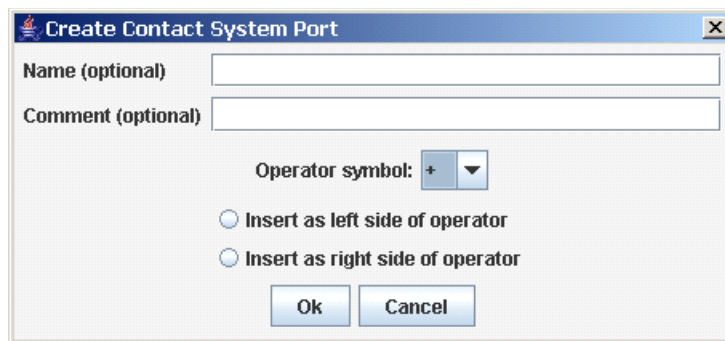 Create Contact System Port
Name (optional)
Comment (optional)
Operator symbol: +
Insert as left side of operator
Insert as right side of operator
Ok Cancel